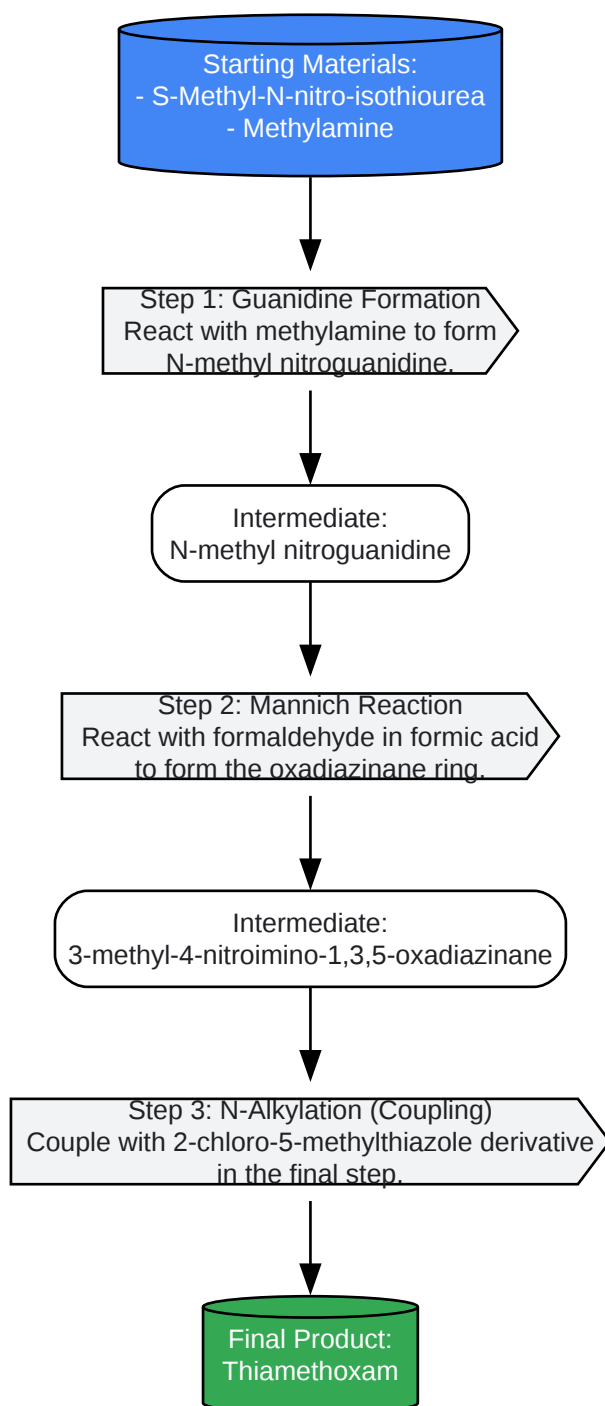 Starting Materials:
- S-Methyl-N-nitro-isothiourea
- Methylamine
Step 1: Guanidine Formation
React with methylamine to form
N-methyl nitroguanidine.
Intermediate:
N-methyl nitroguanidine
Step 2: Mannich Reaction
React with formaldehyde in formic acid
to form the oxadiazinane ring.
Intermediate:
3-methyl-4-nitroimino-1,3,5-oxadiazinane
Step 3: N-Alkylation (Coupling)
Couple with 2-chloro-5-methylthiazole derivative
in the final step.
Final Product:
Thiamethoxam